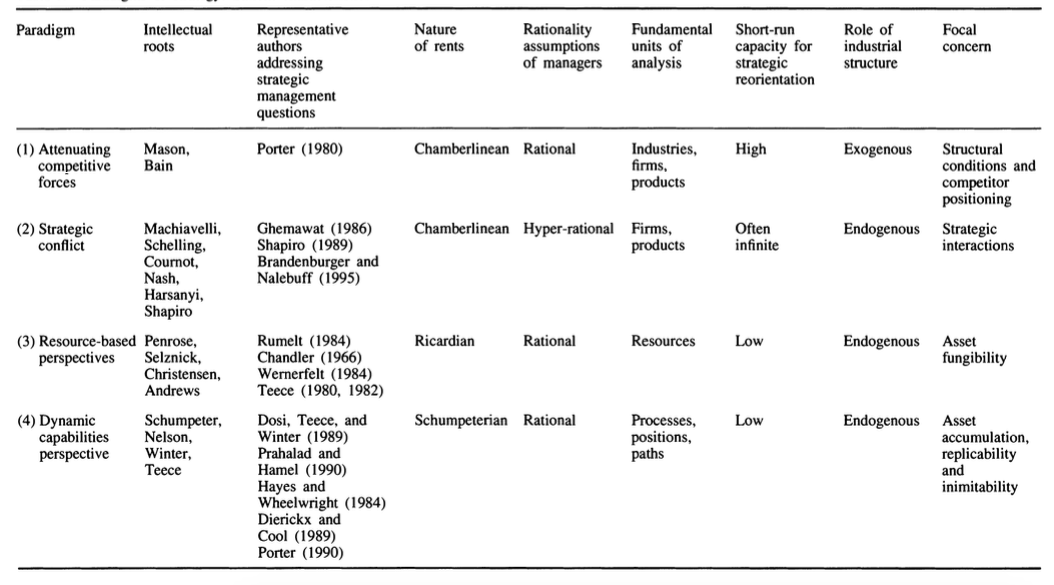 Paradigm Intellectual Representative Nature Rationality Fundamental Short-run Role of Focal
roots authors of rents assumptions units of capacity for industrial concern
addressing of managers analysis strategic structure
strategic reorientation
management
questions
(1) Attenuating Mason, Porter (1980) Chamberlinean Rational Industries, High Exogenous Structural
competitive Bain firms, conditions and
forces products competitor
positioning
(2) Strategic Machiavelli, Ghemawat (1986) Chamberlinean Hyper-rational Firms, Often Endogenous Strategic
conflict Schelling, Shapiro (1989) products infinite interactions
Cournot, Brandenburger and
Nash, Nalebuff (1995)
Harsanyi,
Shapiro
(3) Resource-based Penrose, Rumelt (1984) Ricardian Rational Resources Low Endogenous Asset
perspectives Selznick, Chandler (1966) fungibility
Christensen, Wernerfelt (1984)
Andrews Teece (1980, 1982)
(4) Dynamic Schumpeter, Dosi, Teece, and Schumpeterian Rational Processes, Low Endogenous Asset
capabilities Nelson, Winter (1989) positions, accumulation,
perspective Winter, Prahalad and paths replicability
Teece Hamel (1990) and
Hayes and inimitability
Wheelwright (1984)
Dierickx and
Cool (1989)
Porter (1990)